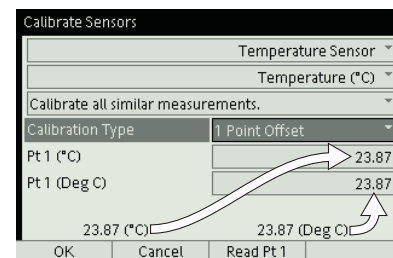 Calibrate Sensors
Temperature Sensor
Temperature (°C)
Calibrate all similar measurements.
Calibration Type 1 Point Offset
Pt 1 (°C) 23.87
Pt 1 (Deg C) 23.87
23.87 (°C) 23.87 (Deg C)
OK Cancel Read Pt 1